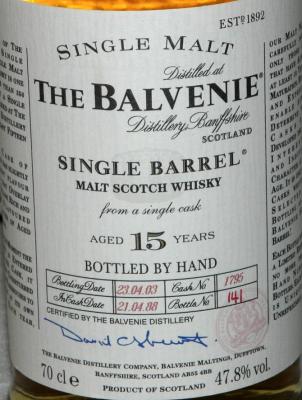 ESTD 1892
SINGLE MALT
Distilled at
THE BALVENIE®
Distillery, Banffshire
SCOTLAND
SINGLE BARREL®
MALT SCOTCH WHISKY
from a single cask
AGED 15 YEARS
BOTTLED BY HAND
Bottling Date 23.04.03 Cask No 1795
In Cask Date 21.04.88 Bottle No 141
CERTIFIED BY THE BALVENIE DISTILLERY
THE BALVENIE DISTILLERY COMPANY, BALVENIE MALTINGS, DUFFTOWN,
BANFFSHIRE, SCOTLAND AB55 4BB
70 cl e PRODUCT OF SCOTLAND 47.8% vol.